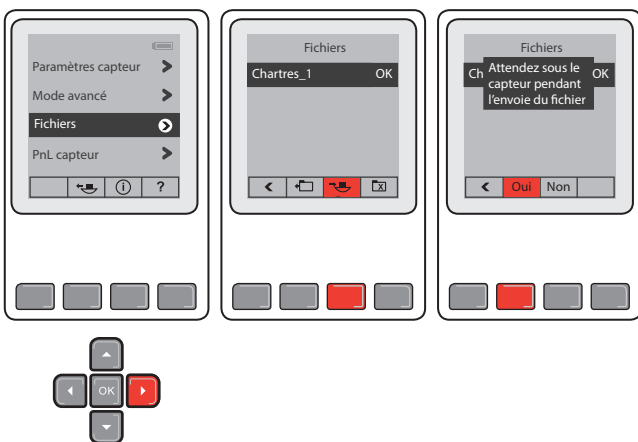 Paramètres capteur
Mode avancé
Fichiers
PnL capteur
i
?
Fichiers
Chartres_1 OK
X
Fichiers
Ch
Attendez sous le
capteur pendant
l'envoie du fichier
OK
Oui Non
OK